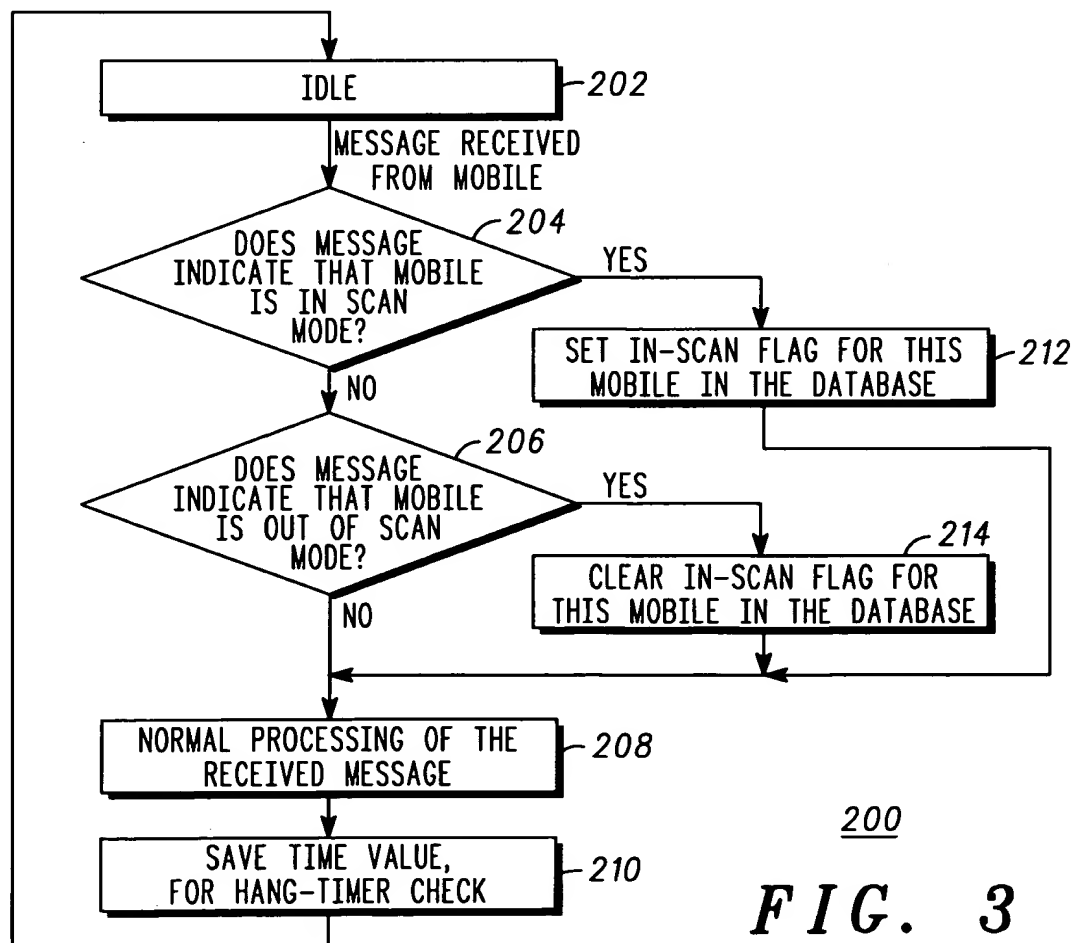 IDLE
202
MESSAGE RECEIVED
FROM MOBILE
204
DOES MESSAGE
INDICATE THAT MOBILE
IS IN SCAN
MODE?
YES
SET IN-SCAN FLAG FOR THIS
MOBILE IN THE DATABASE
212
NO
206
DOES MESSAGE
INDICATE THAT MOBILE
IS OUT OF SCAN
MODE?
YES
214
CLEAR IN-SCAN FLAG FOR
THIS MOBILE IN THE DATABASE
NO
NORMAL PROCESSING OF THE
RECEIVED MESSAGE
208
SAVE TIME VALUE,
FOR HANG-TIMER CHECK
210
200
FIG. 3